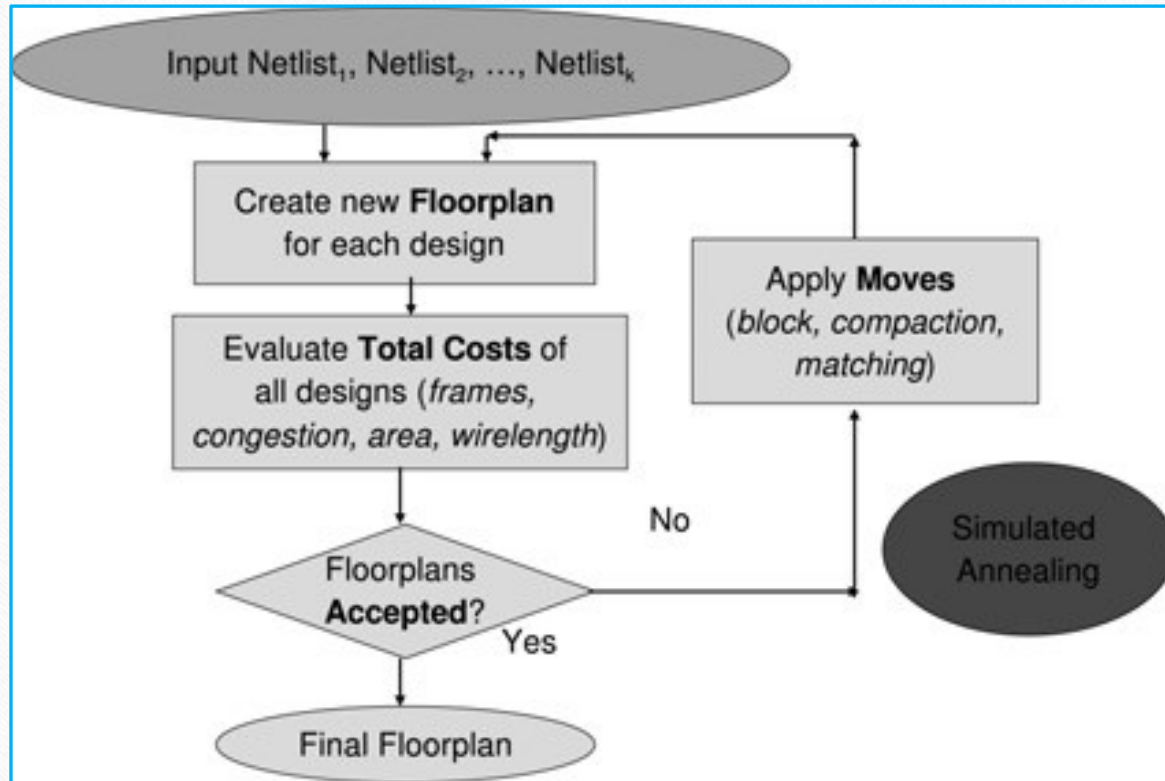 Input Netlist₁, Netlist₂, …, Netlistₖ
Create new Floorplan
for each design
Evaluate Total Costs of
all designs (frames,
congestion, area, wirelength)
Floorplans
Accepted?
Yes
Final Floorplan
No
Apply Moves
(block, compaction,
matching)
Simulated
Annealing